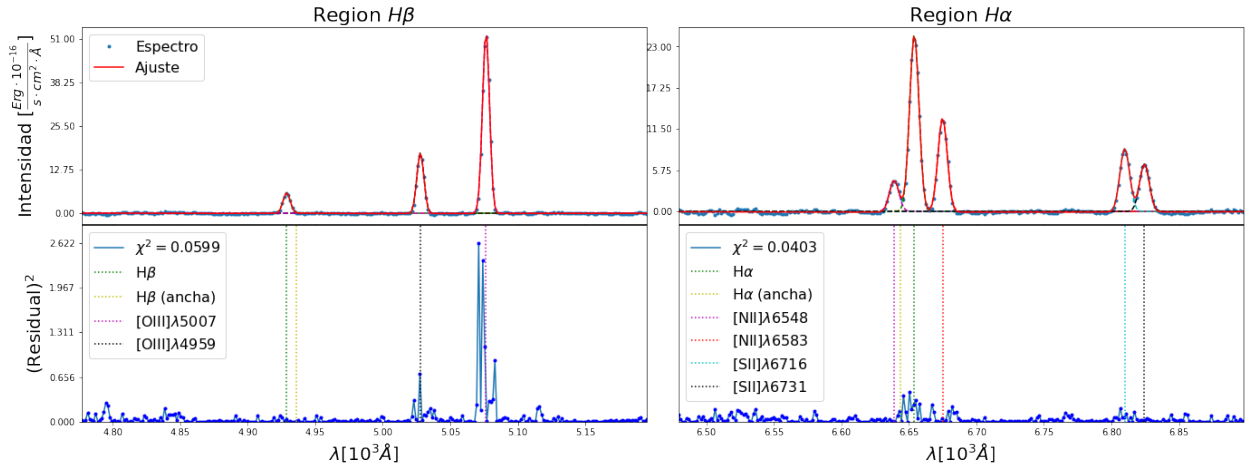 Region Hβ
Intensidad [Erg · 10⁻¹⁶ / s · cm² · Å]
51.00
38.25
25.50
12.75
0.00
Espectro
Ajuste
(Residual)²
2.622
1.967
1.311
0.656
0.000
χ² = 0.0599
Hβ
Hβ (ancha)
[OIII]λ5007
[OIII]λ4959
4.80 4.85 4.90 4.95 5.00 5.05 5.10 5.15
λ[10³Å]
Region Hα
23.00
17.25
11.50
5.75
0.00
χ² = 0.0403
Hα
Hα (ancha)
[NII]λ6548
[NII]λ6583
[SII]λ6716
[SII]λ6731
6.50 6.55 6.60 6.65 6.70 6.75 6.80 6.85
λ[10³Å]